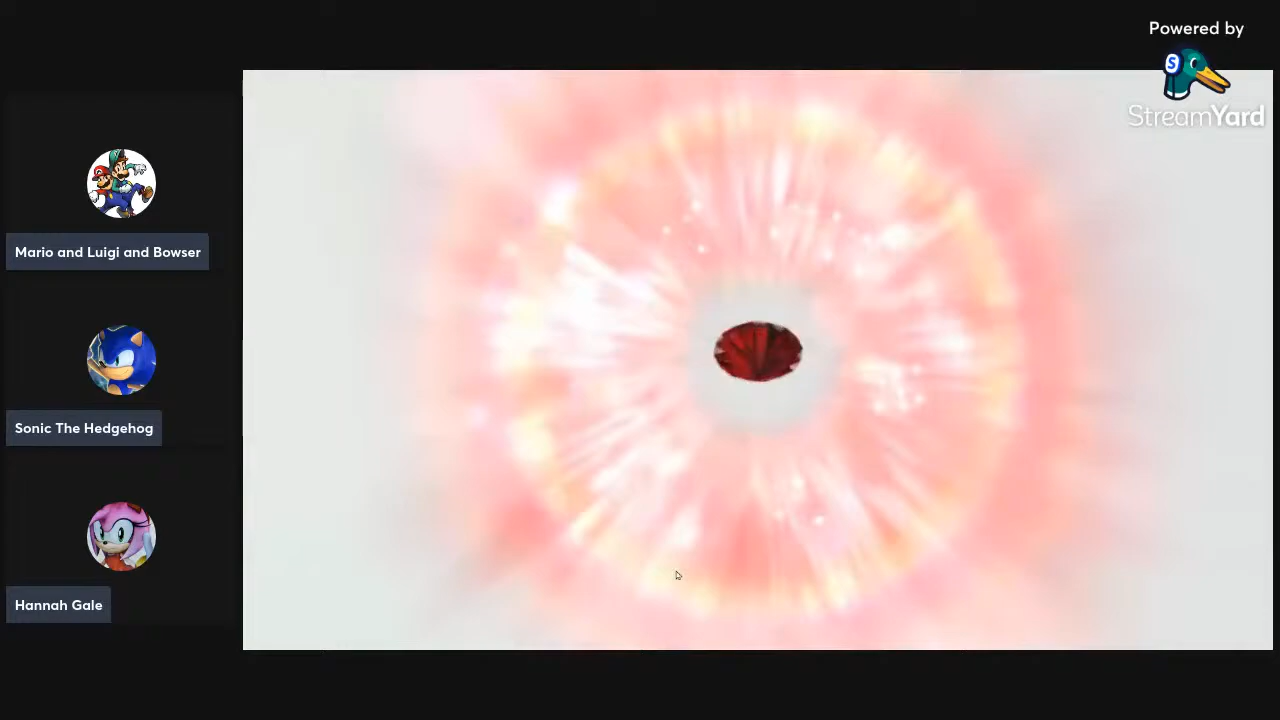 Powered by
S
StreamYard
Mario and Luigi and Bowser
Sonic The Hedgehog
Hannah Gale